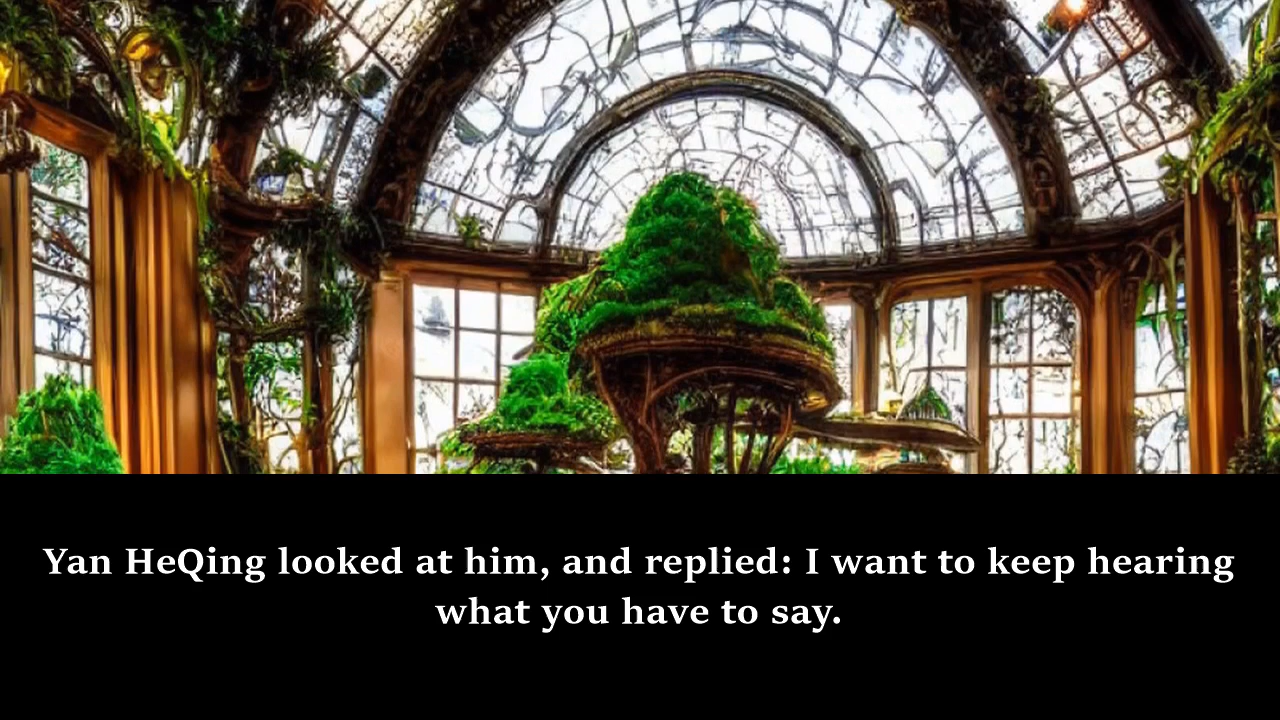 Yan HeQing looked at him, and replied: I want to keep hearing
what you have to say.